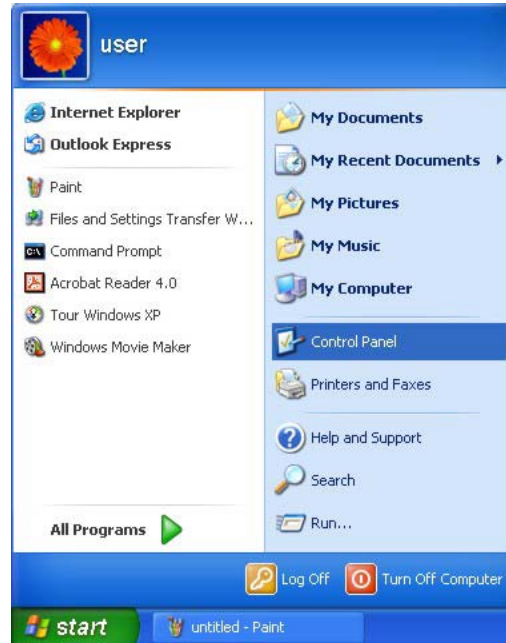 user
Internet Explorer
Outlook Express
Paint
Files and Settings Transfer W...
Command Prompt
Acrobat Reader 4.0
Tour Windows XP
Windows Movie Maker
All Programs
My Documents
My Recent Documents
My Pictures
My Music
My Computer
Control Panel
Printers and Faxes
Help and Support
Search
Run...
Log Off
Turn Off Computer
start
untitled - Paint